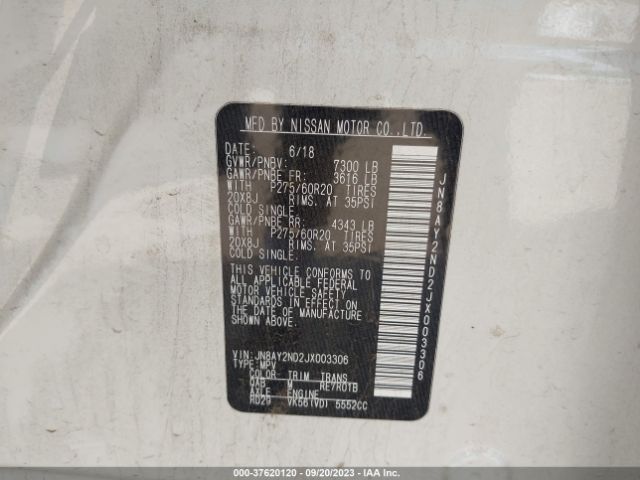 MFD BY NISSAN MOTOR CO.,LTD.
DATE: 6/18
GVWR/PNBV: 7300 LB
GAWR/PNBE FR: 3616 LB
WITH P275/60R20 TIRES
20X8J RIMS. AT 35PSI
COLD SINGLE.
GAWR/PNBE RR: 4343 LB
WITH P275/60R20 TIRES
20X8J RIMS. AT 35PSI
COLD SINGLE.
THIS VEHICLE CONFORMS TO
ALL APPLICABLE FEDERAL
MOTOR VEHICLE SAFETY
STANDARDS IN EFFECT ON
THE DATE OF MANUFACTURE
SHOWN ABOVE.
VIN: JN8AY2ND2JX003306
TYPE: MPV
COLOR TRIM TRANS
QAB M RE7R01B
AXLE ENGINE
RD29 VK56(VD) 5552CC
JN8AY2ND2JX003306
000-37620120 - 09/20/2023 - IAA Inc.